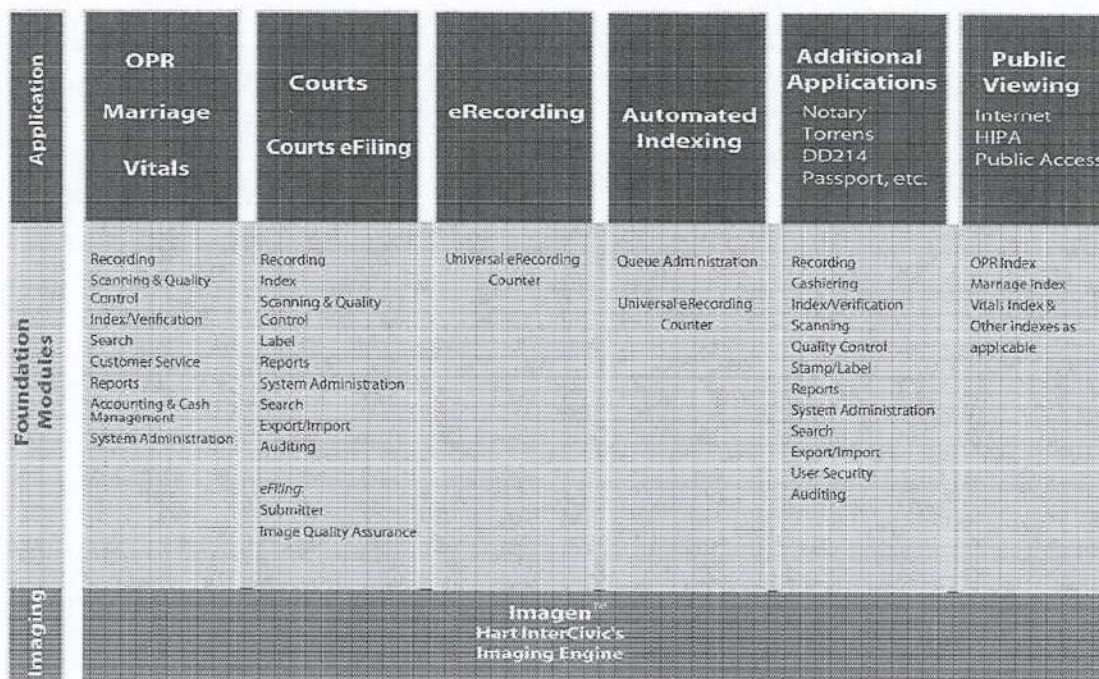 Application
OPR
Marriage
Vitals
Courts
Courts eFiling
eRecording
Automated
Indexing
Additional
Applications
Notary
Torrens
DD214
Passport, etc.
Public
Viewing
Internet
HIPA
Public Access
Foundation
Modules
Recording
Scanning & Quality
Control
Index/Verification
Search
Customer Service
Reports
Accounting & Cash
Management
System Administration
Recording
Index
Scanning & Quality
Control
Label
Reports
System Administration
Search
Export/Import
Auditing
eFiling:
Submitter
Image Quality Assurance
Universal eRecording
Counter
Queue Administration
Universal eRecording
Counter
Recording
Cashiering
Index/Verification
Scanning
Quality Control
Stamp/Label
Reports
System Administration
Search
Export/Import
User Security
Auditing
OPR Index
Marriage Index
Vitals Index &
Other indexes as
applicable
Imaging
Imagen™
Hart InterCivic's
Imaging Engine